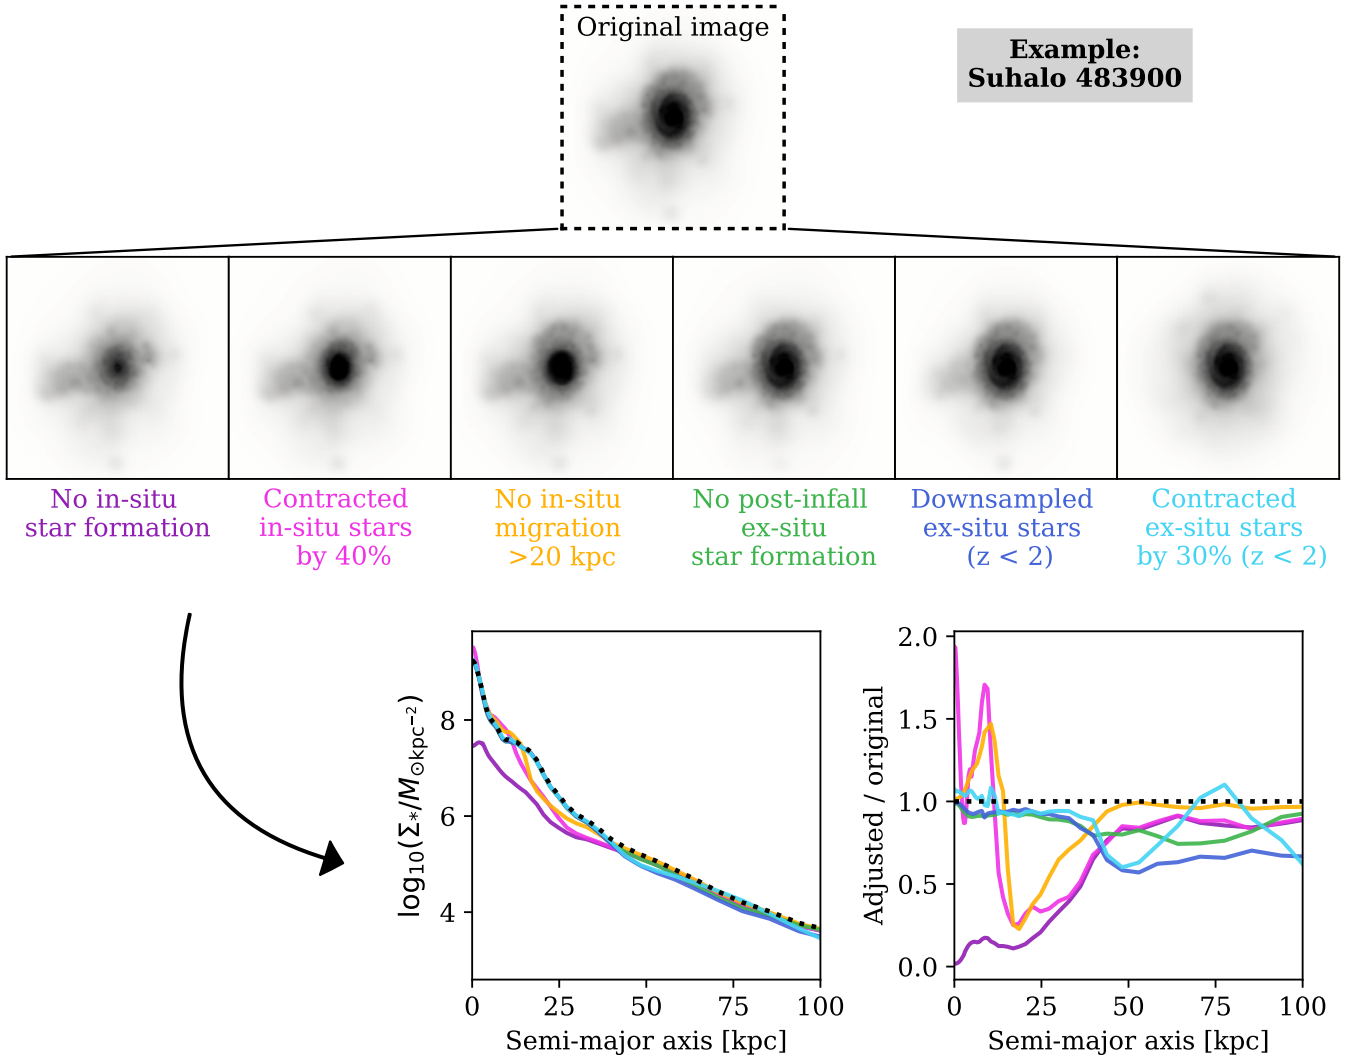 Original image
Example:
Suhalo 483900
No in-situ
star formation
Contracted
in-situ stars
by 40%
No in-situ
migration
>20 kpc
No post-infall
ex-situ
star formation
Downsampled
ex-situ stars
(z < 2)
Contracted
ex-situ stars
by 30% (z < 2)
log₁₀(Σ∗/M⊙kpc⁻²)
8
6
4
0 25 50 75 100
Semi-major axis [kpc]
Adjusted / original
2.0
1.5
1.0
0.5
0.0
0 25 50 75 100
Semi-major axis [kpc]